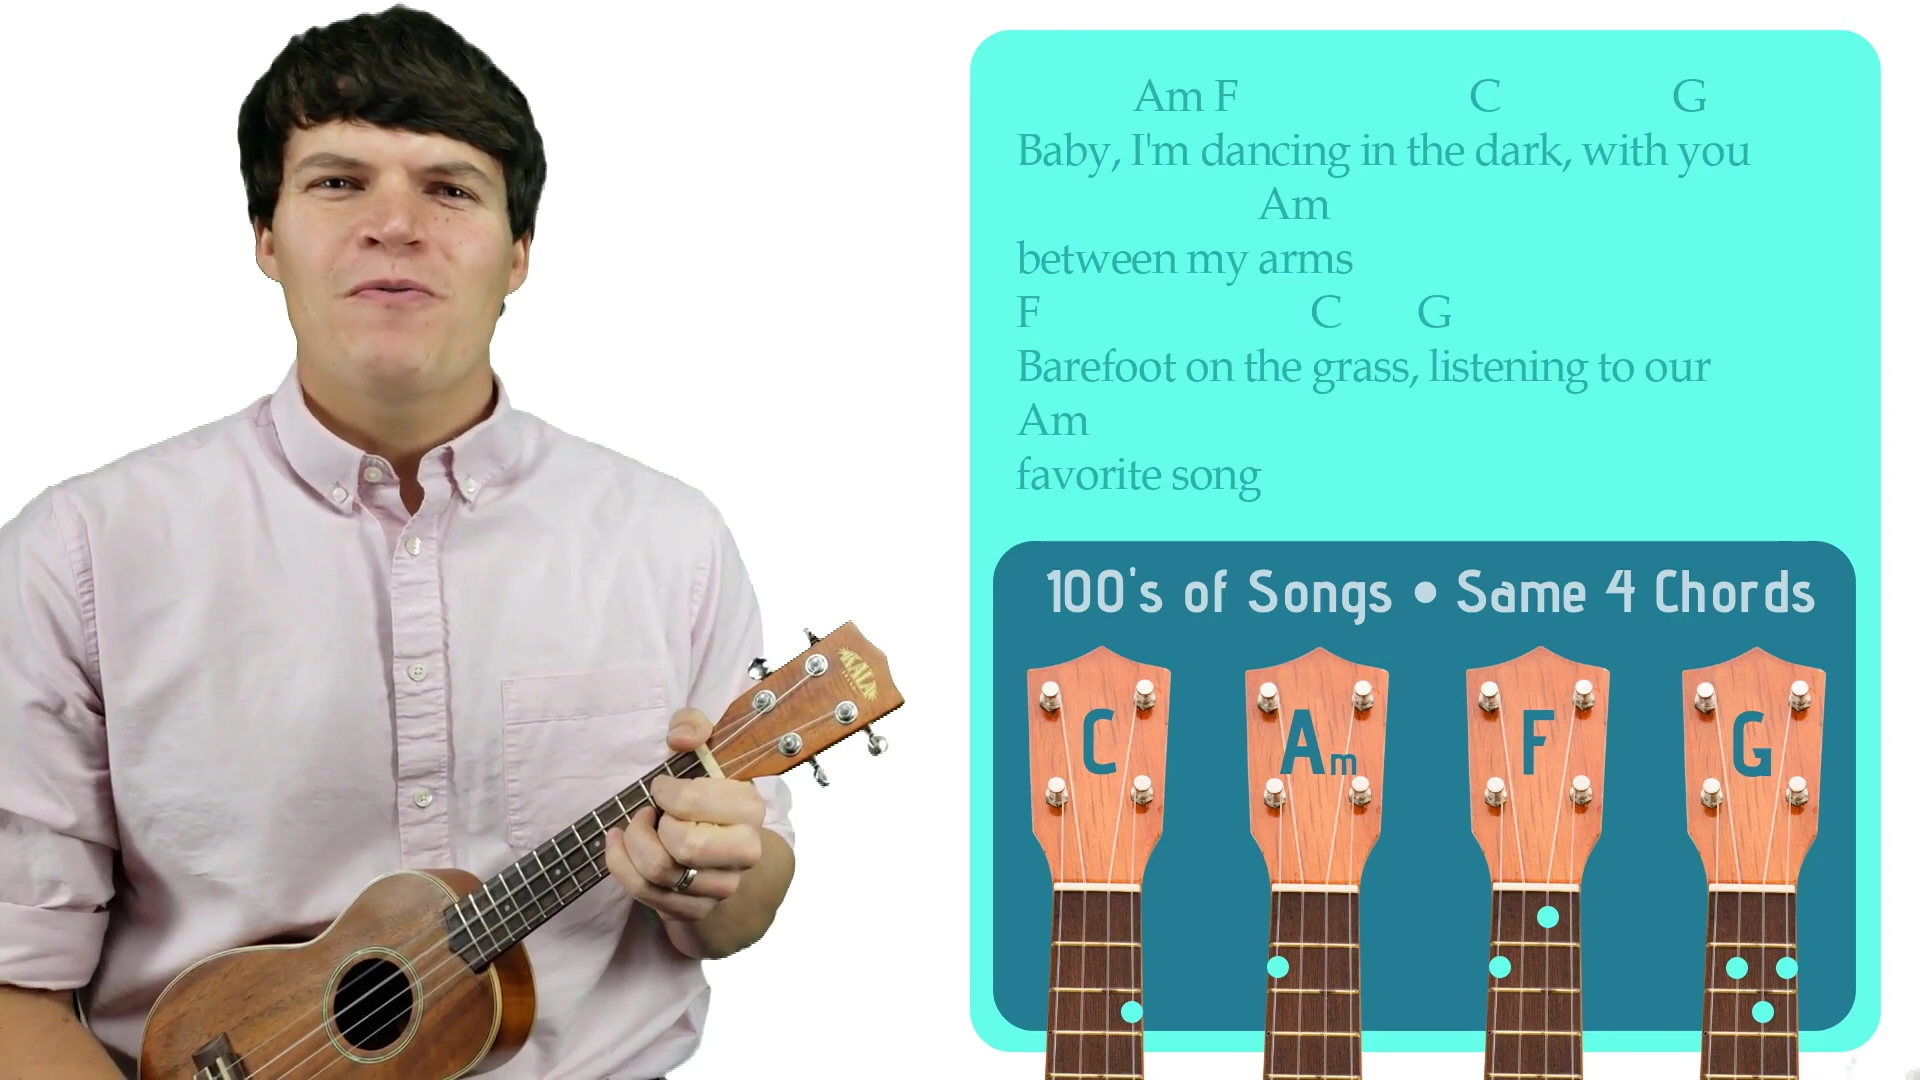 Am F C G
Baby, I'm dancing in the dark, with you
Am
between my arms
F C G
Barefoot on the grass, listening to our
Am
favorite song
100's of Songs • Same 4 Chords
C Am F G
KALA